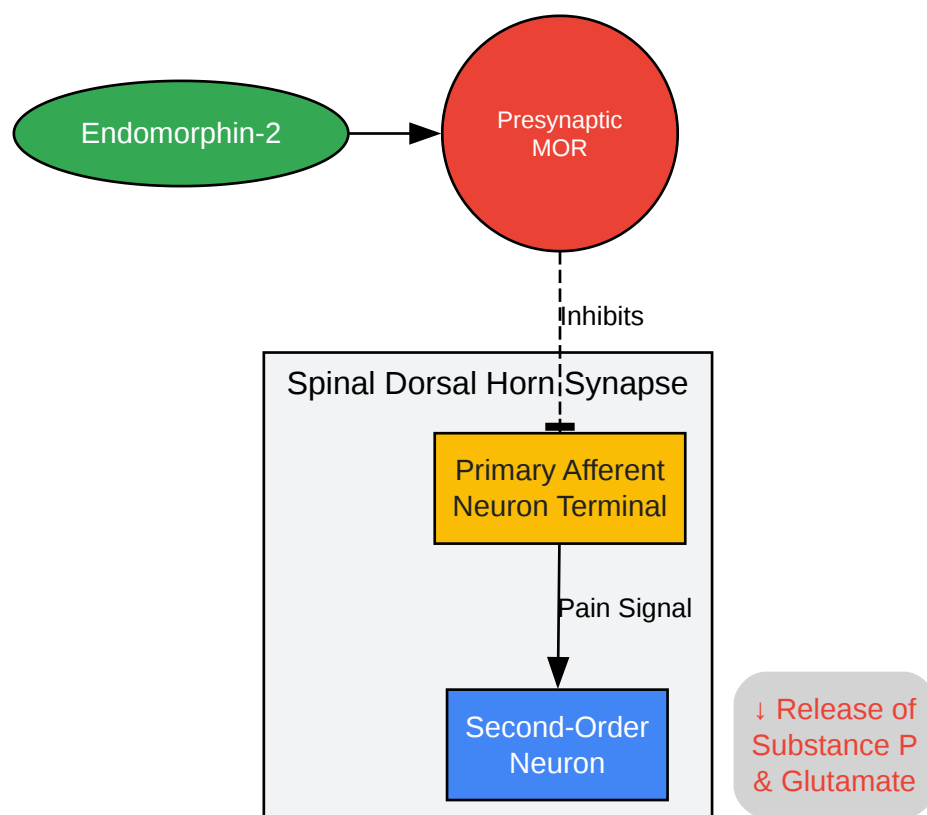 Endomorphin-2
Presynaptic
MOR
Inhibits
Spinal Dorsal Horn Synapse
Primary Afferent
Neuron Terminal
Pain Signal
Second-Order
Neuron
↓ Release of
Substance P
& Glutamate